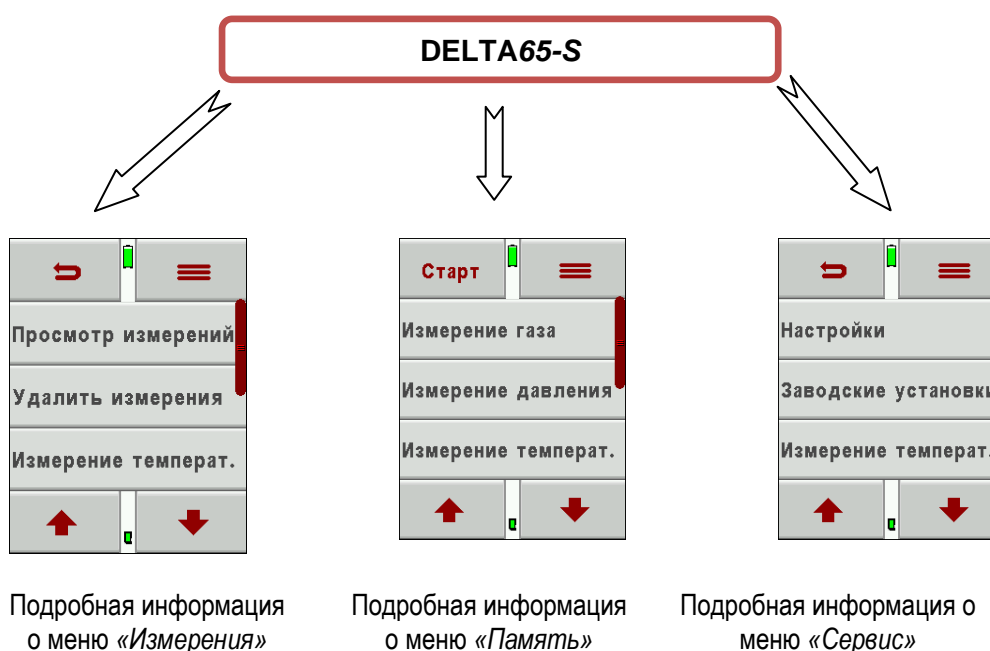 DELTA65-S
Просмотр измерений
Удалить измерения
Измерение температ.
Старт
Измерение газа
Измерение давления
Измерение температ.
Настройки
Заводские установки
Измерение температ.
Подробная информация
о меню «Измерения»
Подробная информация
о меню «Память»
Подробная информация о
меню «Сервис»